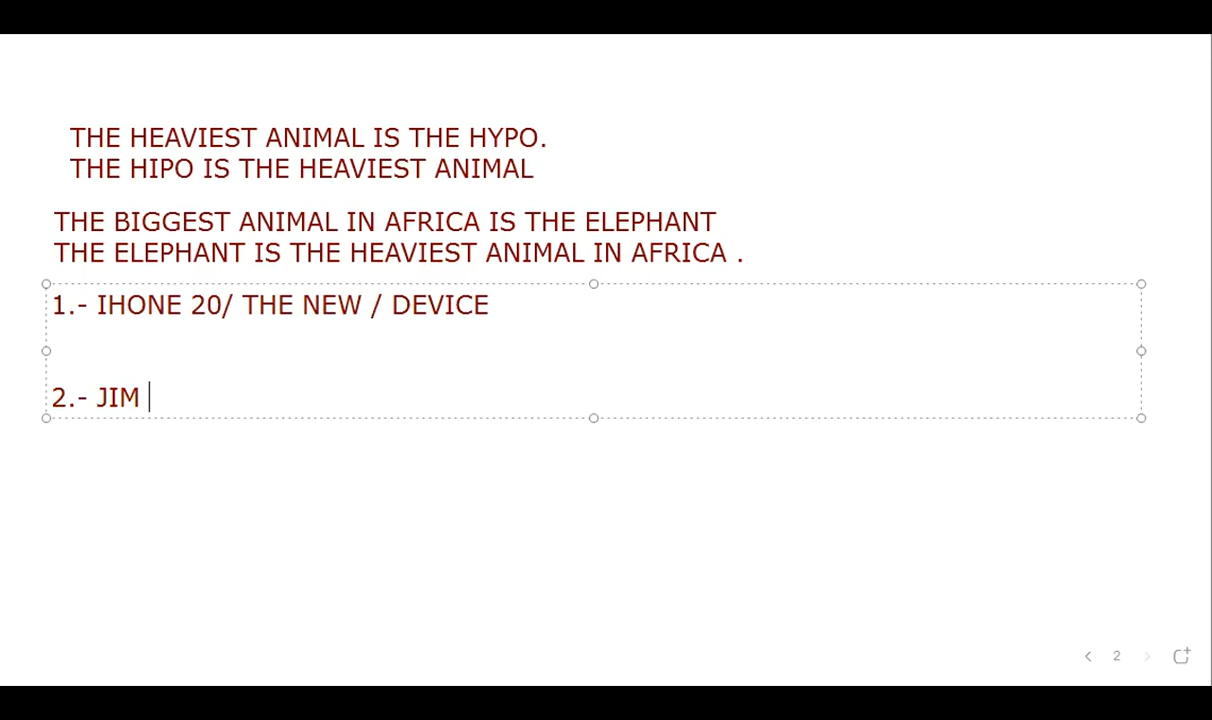 THE HEAVIEST ANIMAL IS THE HYPO.
THE HIPO IS THE HEAVIEST ANIMAL
THE BIGGEST ANIMAL IN AFRICA IS THE ELEPHANT
THE ELEPHANT IS THE HEAVIEST ANIMAL IN AFRICA .
1.- IHONE 20/ THE NEW / DEVICE
2.- JIM
2